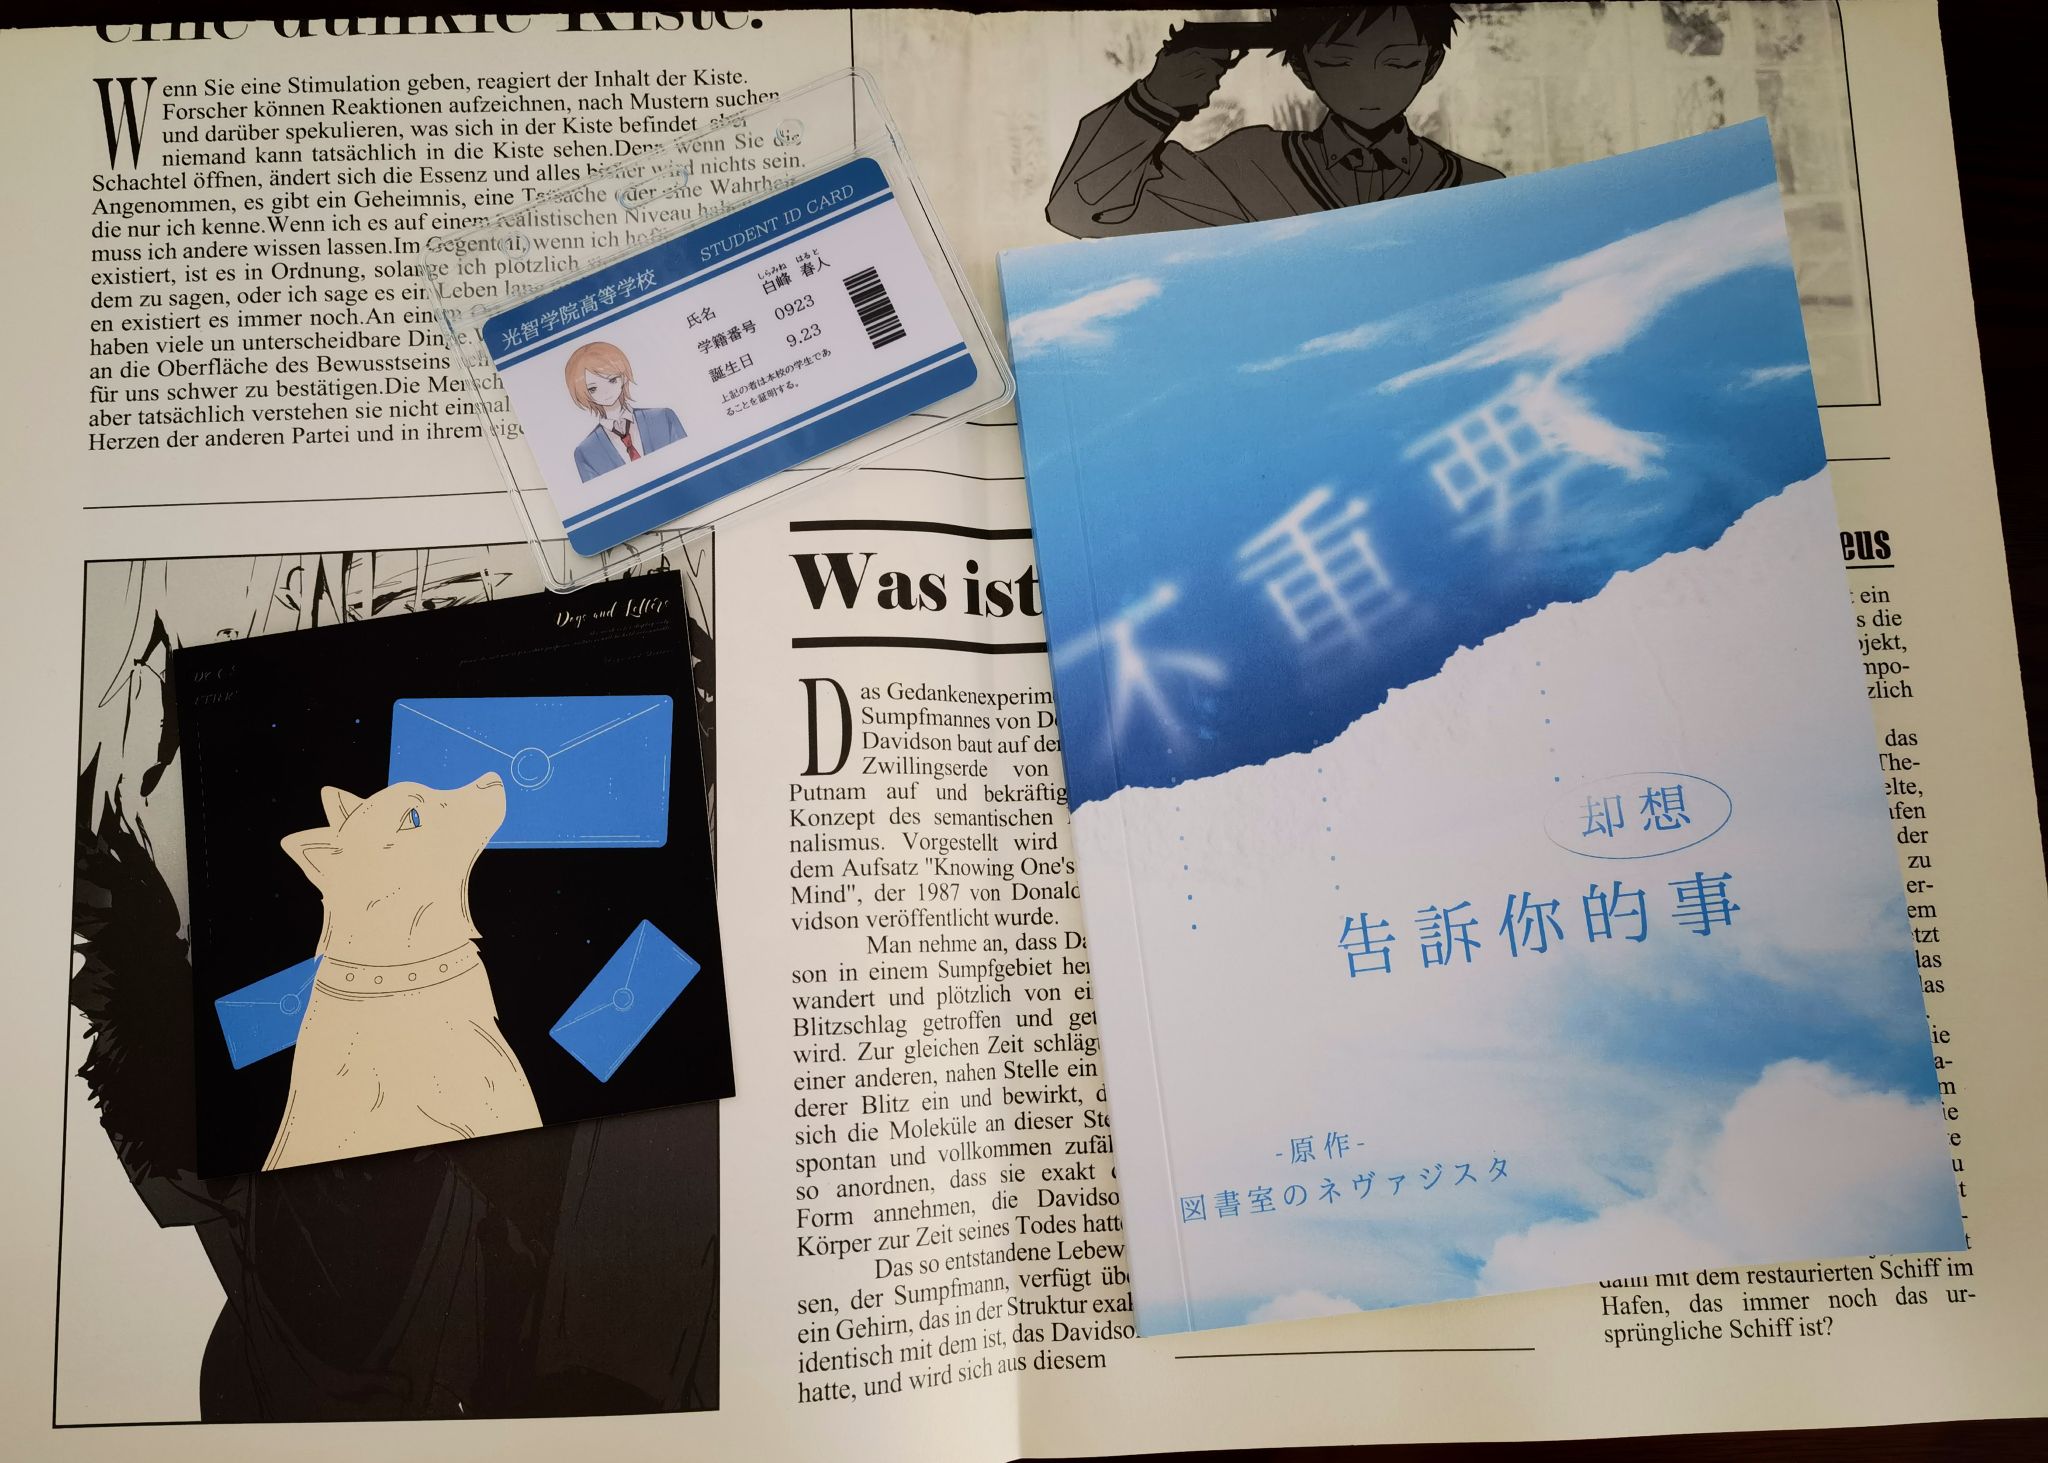 eine dunkle Kiste.
Wenn Sie eine Stimulation geben, reagiert der Inhalt der Kiste.
Forscher können Reaktionen aufzeichnen, nach Mustern suchen
und darüber spekulieren, was sich in der Kiste befindet, aber
niemand kann tatsächlich in die Kiste sehen.Denn wenn Sie die
Schachtel öffnen, ändert sich die Essenz und alles bisher wird nichts sein.
Angenommen, es gibt ein Geheimnis, eine Tatsache oder eine Wahrheit,
die nur ich kenne.Wenn ich es auf einem realistischen Niveau
muss ich andere wissen lassen.Im Gegenteil, wenn ich hoffe
existiert, ist es in Ordnung, solange ich plötzlich
dem zu sagen, oder ich sage es ein Leben lang
en existiert es immer noch.An einem
haben viele un unterscheidbare Dinge.
an die Oberfläche des Bewusstseins
für uns schwer zu bestätigen.Die Mensch
aber tatsächlich verstehen sie nicht einmal
Herzen der anderen Partei und in ihrem eige
光智学院高等学校 STUDENT ID CARD
しらみね はると
氏名 白峰 春人
学籍番号 0923
誕生日 9.23
上記の者は本校の学生であ
ることを証明する。
Dogs and Letters
Was ist
Das Gedankenexperim
Sumpfmannes von Do
Davidson baut auf der
Zwillingserde von
Putnam auf und bekräftig
Konzept des semantischen
nalismus. Vorgestellt wird
dem Aufsatz "Knowing One's
Mind", der 1987 von Donald
vidson veröffentlicht wurde.
Man nehme an, dass Da
son in einem Sumpfgebiet her
wandert und plötzlich von ei
Blitzschlag getroffen und get
wird. Zur gleichen Zeit schläg
einer anderen, nahen Stelle ein
derer Blitz ein und bewirkt, d
sich die Moleküle an dieser Ste
spontan und vollkommen zufäl
so anordnen, dass sie exakt d
Form annehmen, die Davidso
Körper zur Zeit seines Todes hatte
Das so entstandene Lebew
sen, der Sumpfmann, verfügt übe
ein Gehirn, das in der Struktur exak
identisch mit dem ist, das Davidson
hatte, und wird sich aus diesem
不重要
却想
告訴你的事
-原作-
図書室のネヴァジスタ
eus
t ein
s die
ojekt,
mpo-
zlich
das
The-
elte,
afen
der
zu
er-
em
etzt
das
das
dann mit dem restaurierten Schiff im
Hafen, das immer noch das ur-
sprüngliche Schiff ist?